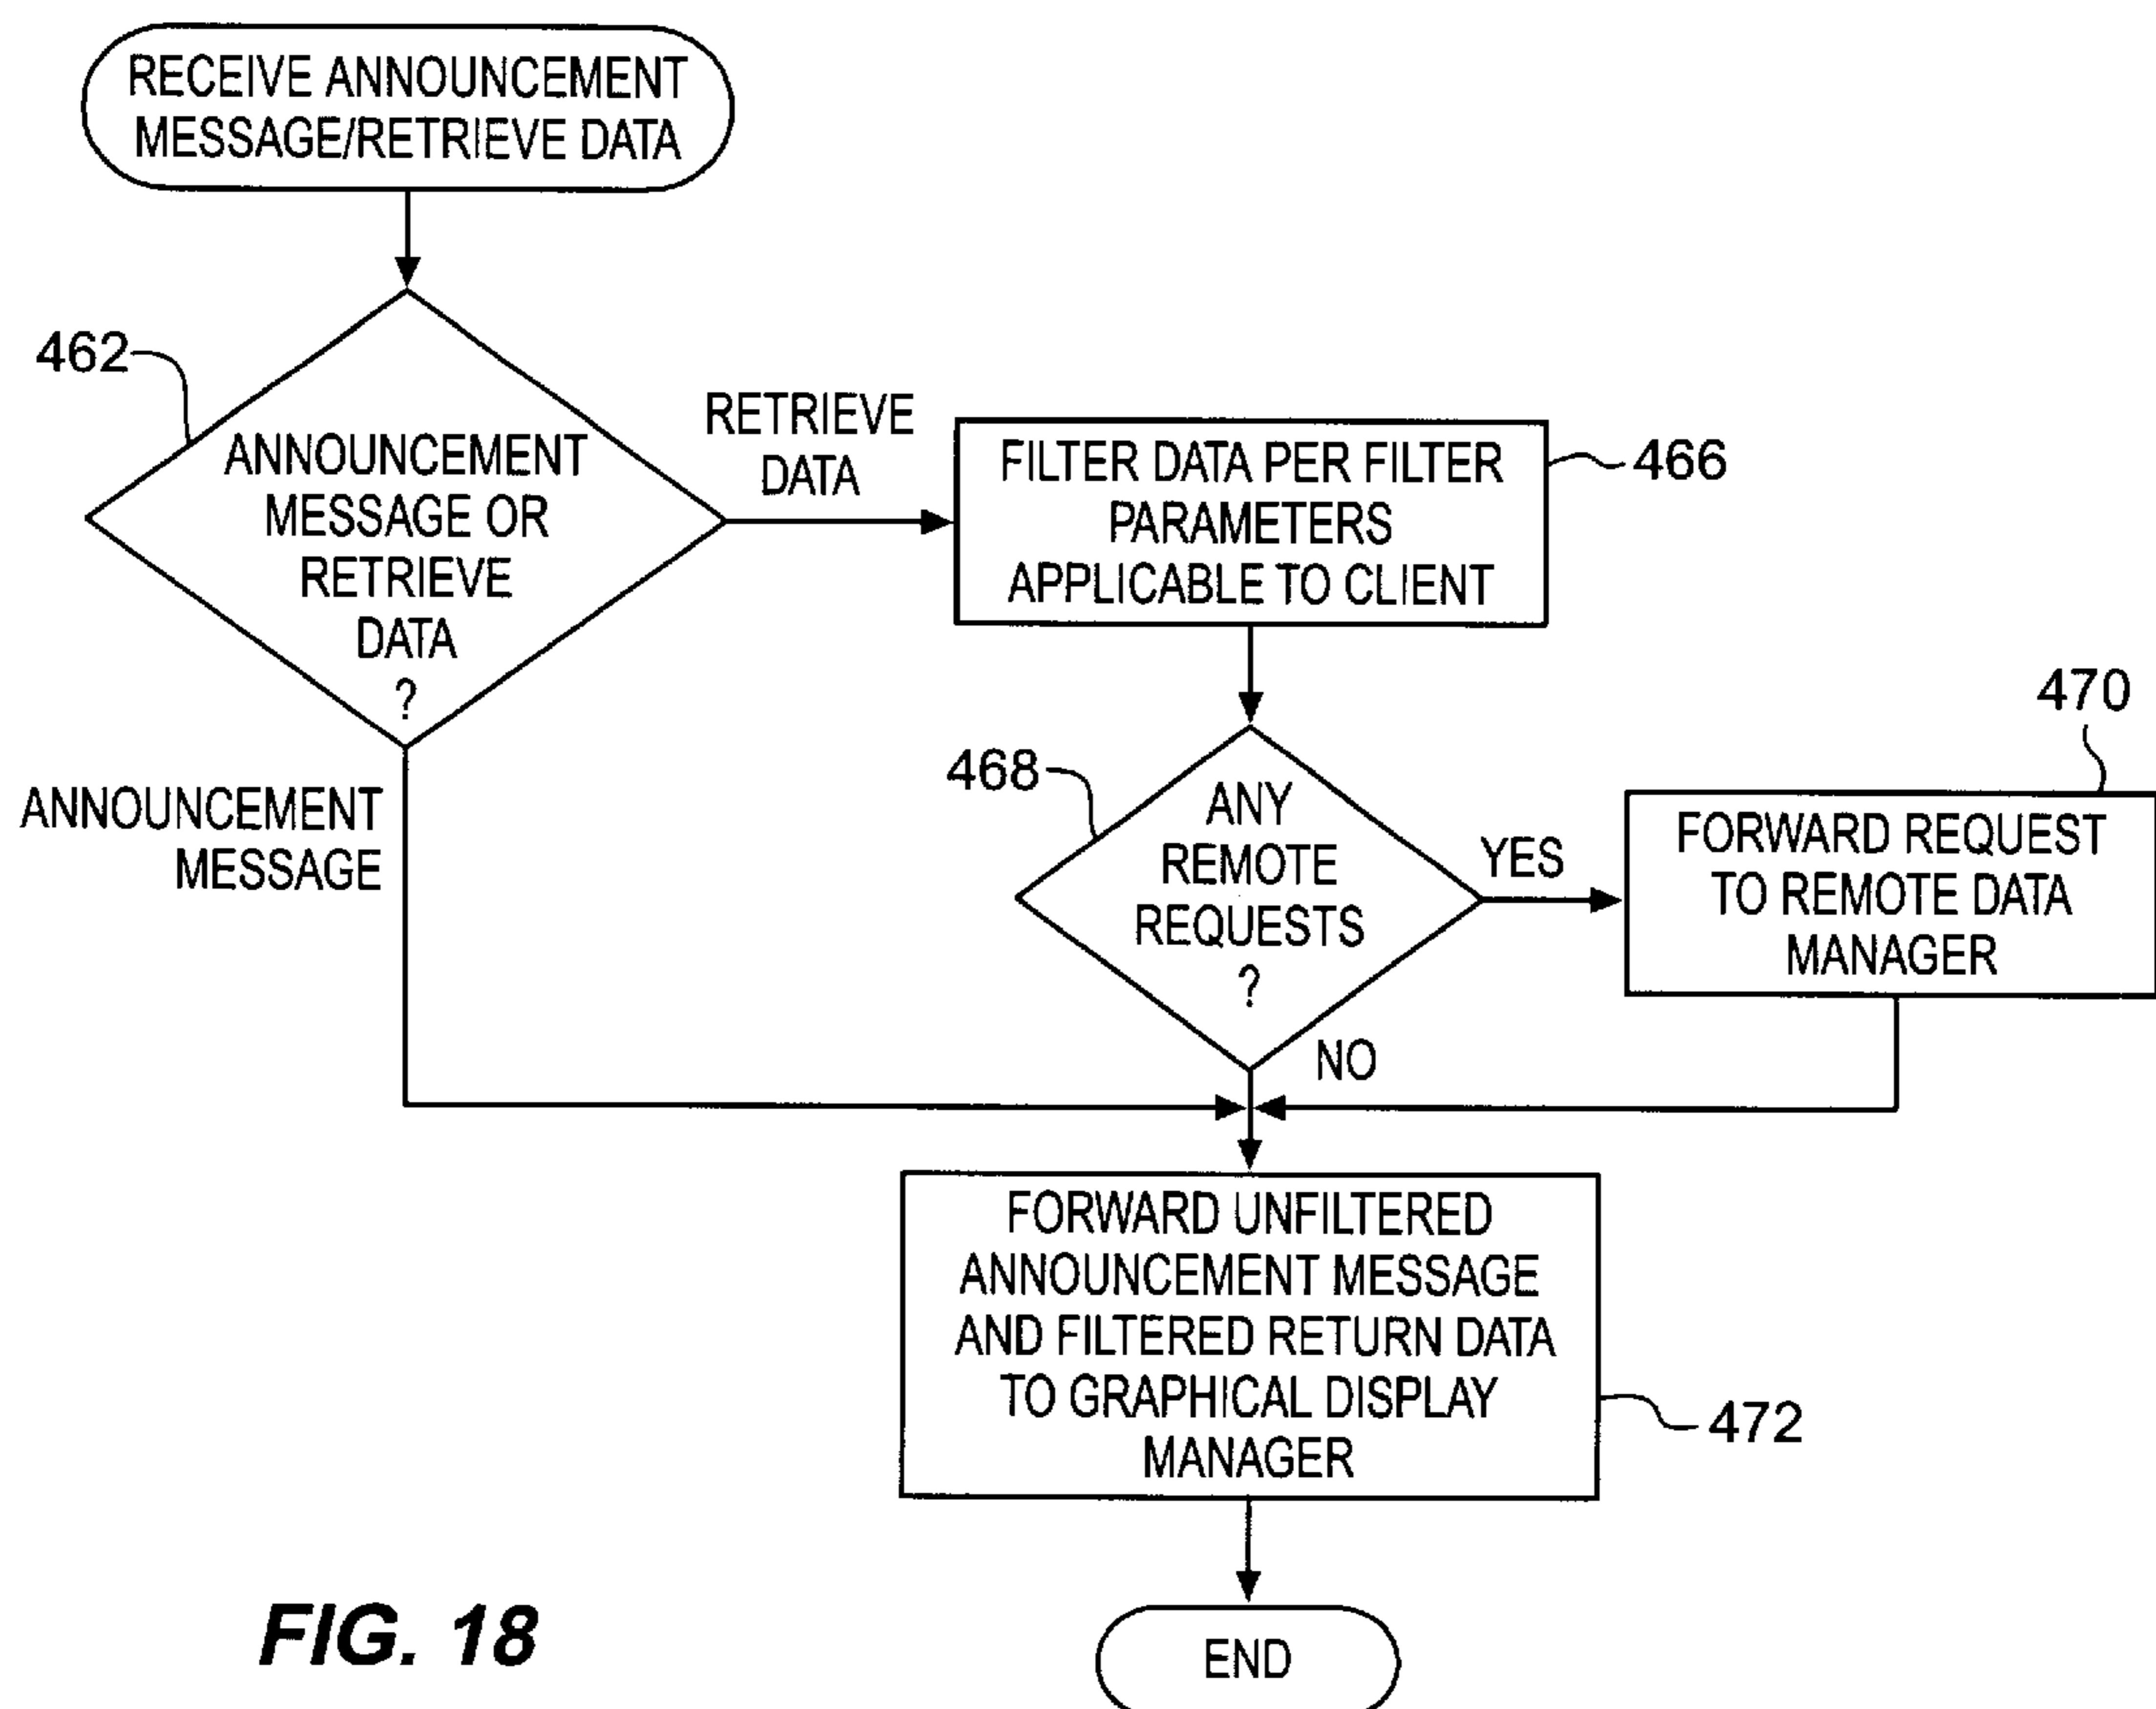 RECEIVE ANNOUNCEMENT
MESSAGE/RETRIEVE DATA
462
ANNOUNCEMENT
MESSAGE OR
RETRIEVE
DATA
?
RETRIEVE
DATA
FILTER DATA PER FILTER
PARAMETERS
APPLICABLE TO CLIENT
466
ANNOUNCEMENT
MESSAGE
468
ANY
REMOTE
REQUESTS
?
YES
470
FORWARD REQUEST
TO REMOTE DATA
MANAGER
NO
FORWARD UNFILTERED
ANNOUNCEMENT MESSAGE
AND FILTERED RETURN DATA
TO GRAPHICAL DISPLAY
MANAGER
472
END
FIG. 18